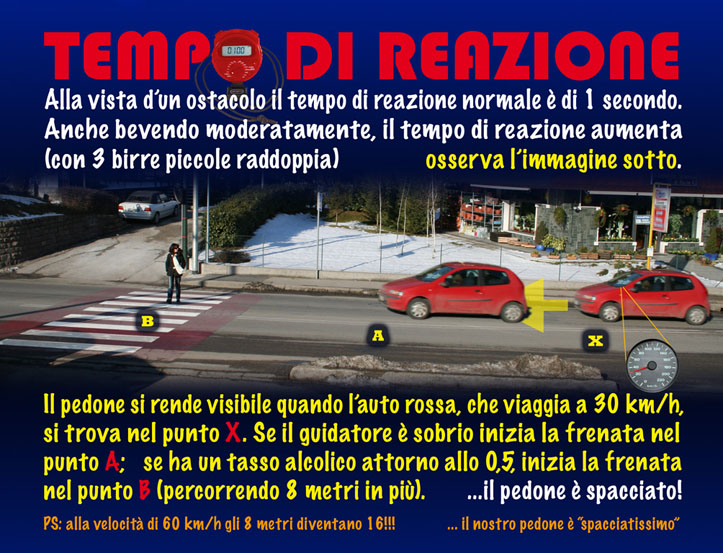 TEMPO DI REAZIONE
0100
Alla vista d'un ostacolo il tempo di reazione normale è di 1 secondo.
Anche bevendo moderatamente, il tempo di reazione aumenta
(con 3 birre piccole raddoppia) osserva l'immagine sotto.
B
A
X
Il pedone si rende visibile quando l'auto rossa, che viaggia a 30 km/h,
si trova nel punto X. Se il guidatore è sobrio inizia la frenata nel
punto A; se ha un tasso alcolico attorno allo 0,5, inizia la frenata
nel punto B (percorrendo 8 metri in più). ...il pedone è spacciato!
PS: alla velocità di 60 km/h gli 8 metri diventano 16!!! ... il nostro pedone è "spacciatissimo"